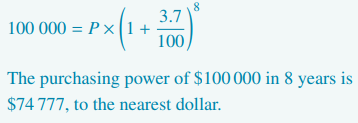 100 000 = P × (1 + 3.7/100)^8
The purchasing power of $100 000 in 8 years is
$74 777, to the nearest dollar.